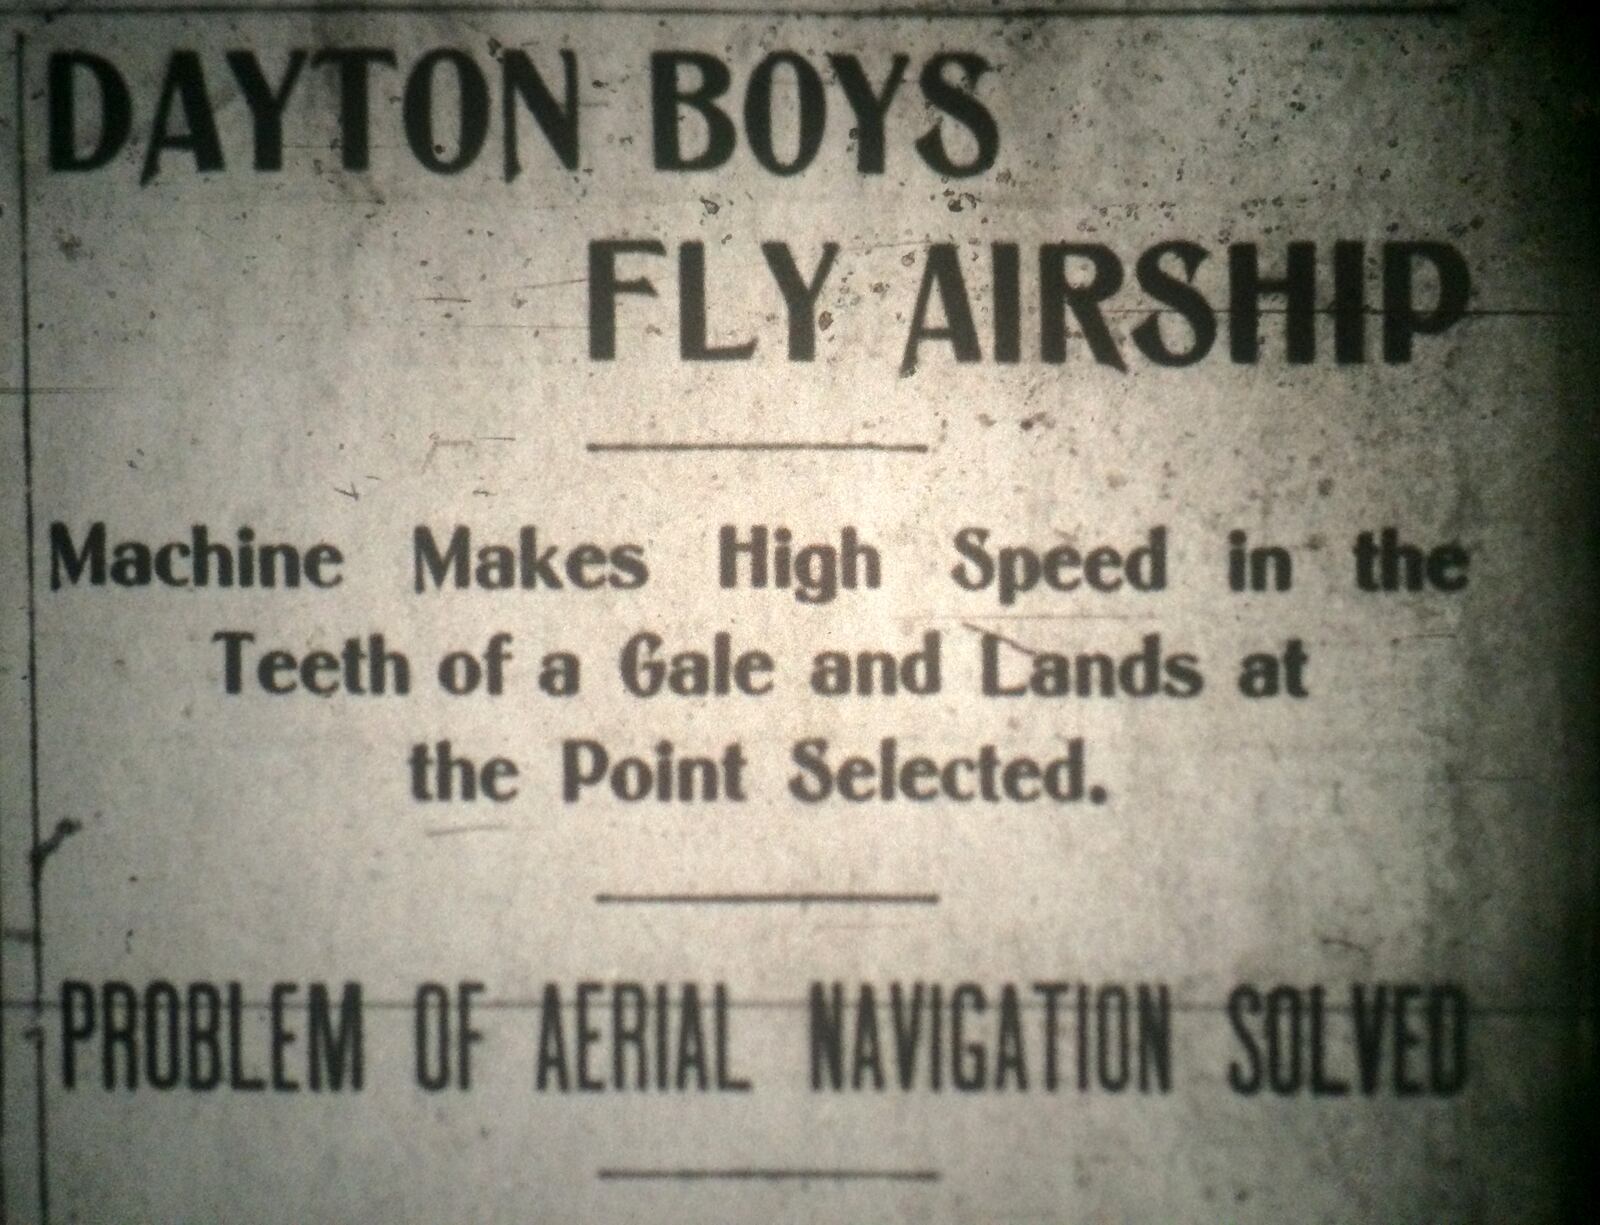 DAYTON BOYS
FLY AIRSHIP
Machine Makes High Speed in the
Teeth of a Gale and Lands at
the Point Selected.
PROBLEM OF AERIAL NAVIGATION SOLVED